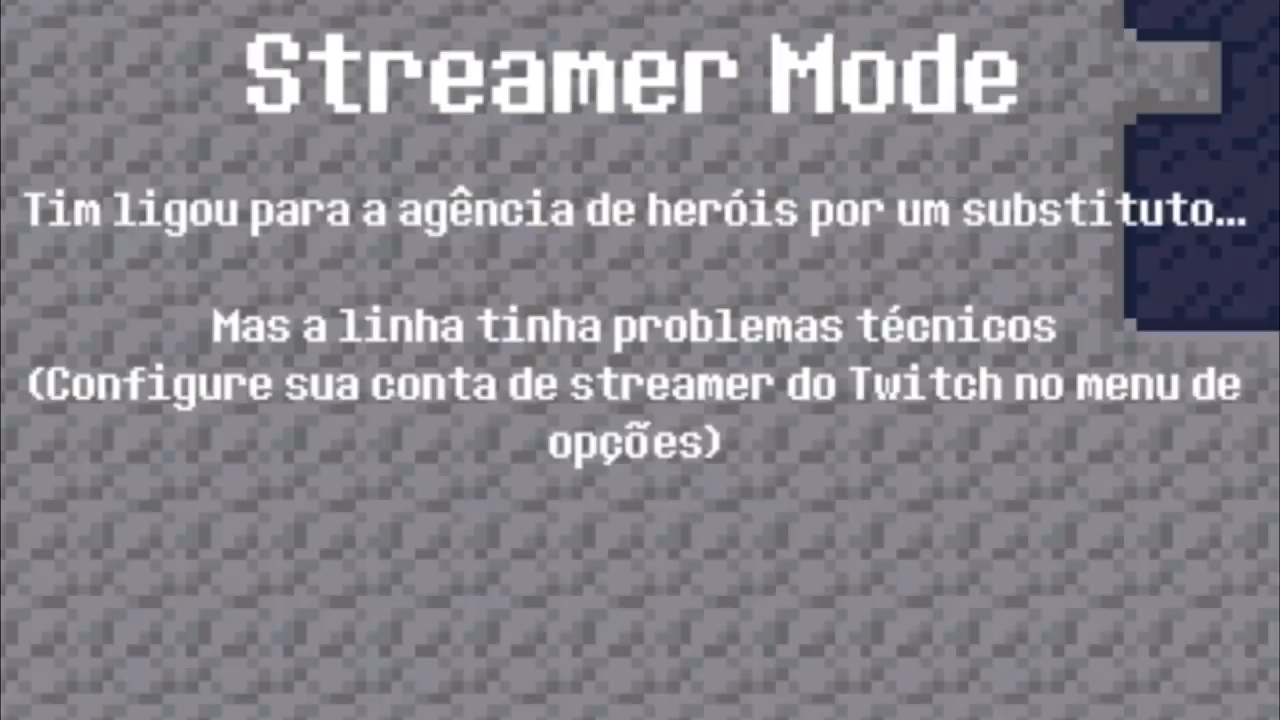 Streamer Mode
Tim ligou para a agência de heróis por um substituto...
Mas a linha tinha problemas técnicos
(Configure sua conta de streamer do Twitch no menu de
opções)